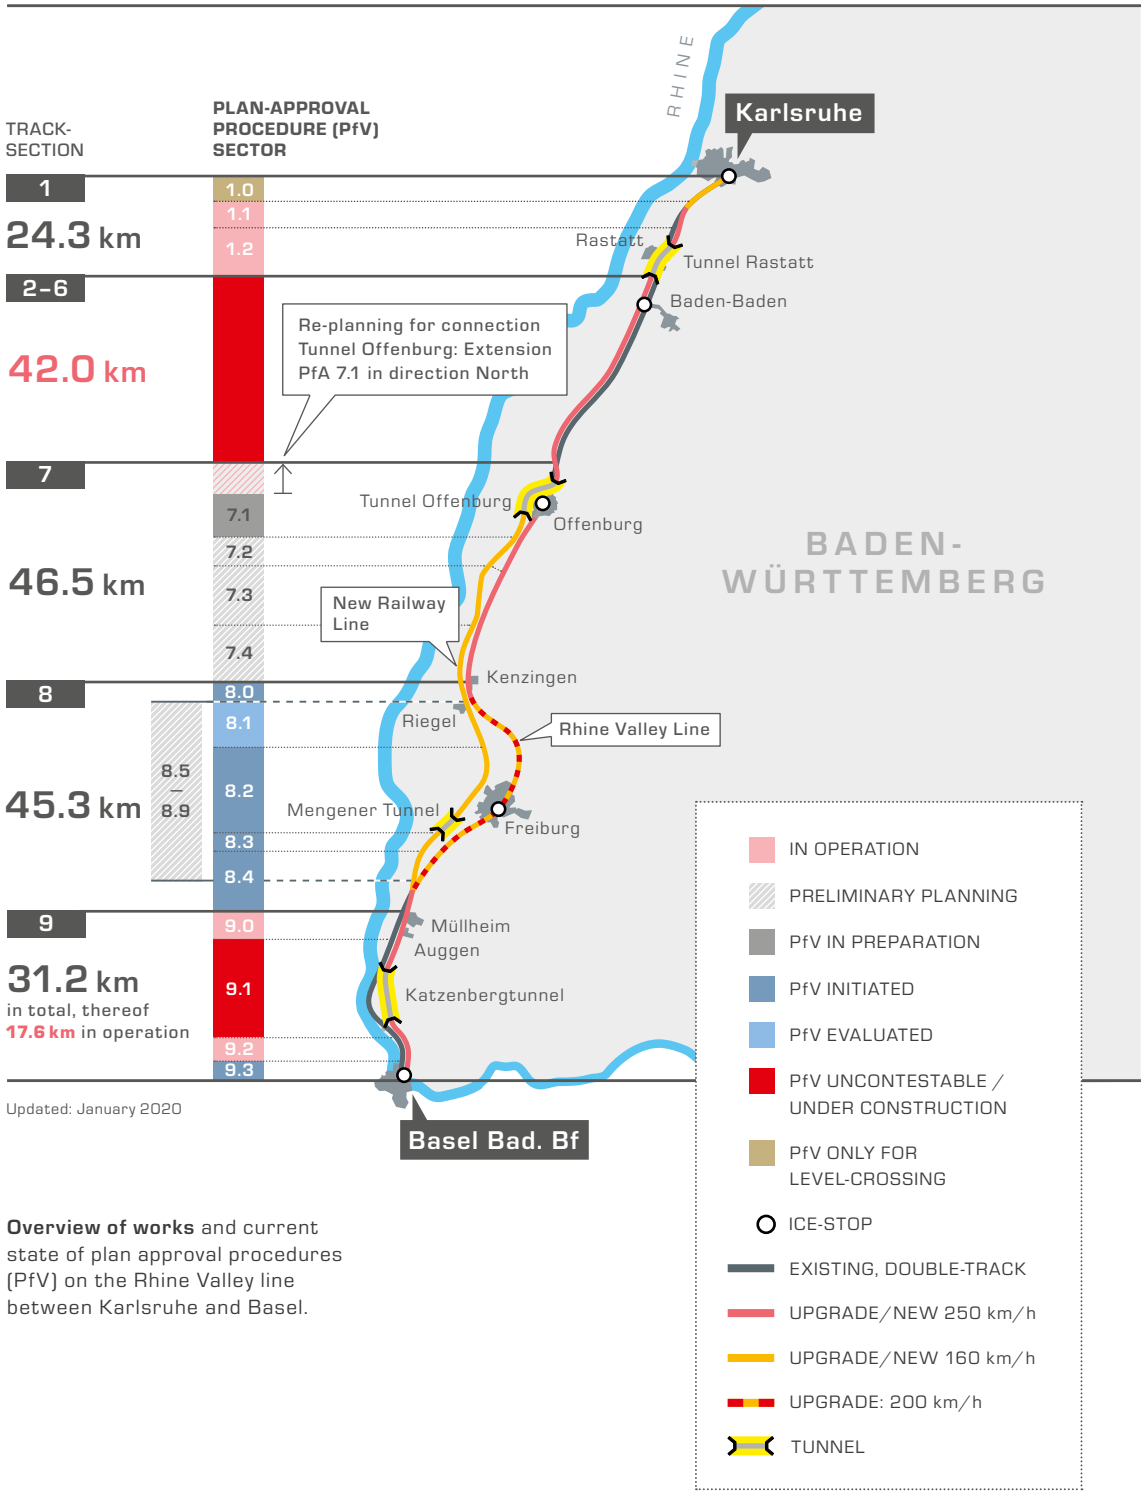 RHINE
Karlsruhe
TRACK-
SECTION
PLAN-APPROVAL
PROCEDURE (PfV)
SECTOR
1
24.3 km
1.0
1.1
1.2
Rastatt
Tunnel Rastatt
2–6
42.0 km
Baden-Baden
Re-planning for connection
Tunnel Offenburg: Extension
PfA 7.1 in direction North
7
46.5 km
7.1
7.2
7.3
7.4
Tunnel Offenburg
Offenburg
BADEN-
WÜRTTEMBERG
New Railway
Line
Kenzingen
8
45.3 km
8.0
8.1
8.2
8.3
8.4
8.5
–
8.9
Riegel
Rhine Valley Line
Mengener Tunnel
Freiburg
9
31.2 km
in total, thereof
17.6 km in operation
9.0
9.1
9.2
9.3
Müllheim
Auggen
Katzenbergtunnel
Updated: January 2020
Basel Bad. Bf
Overview of works and current
state of plan approval procedures
(PfV) on the Rhine Valley line
between Karlsruhe and Basel.
IN OPERATION
PRELIMINARY PLANNING
PfV IN PREPARATION
PfV INITIATED
PfV EVALUATED
PfV UNCONTESTABLE /
UNDER CONSTRUCTION
PfV ONLY FOR
LEVEL-CROSSING
ICE-STOP
EXISTING, DOUBLE-TRACK
UPGRADE/NEW 250 km/h
UPGRADE/NEW 160 km/h
UPGRADE: 200 km/h
TUNNEL